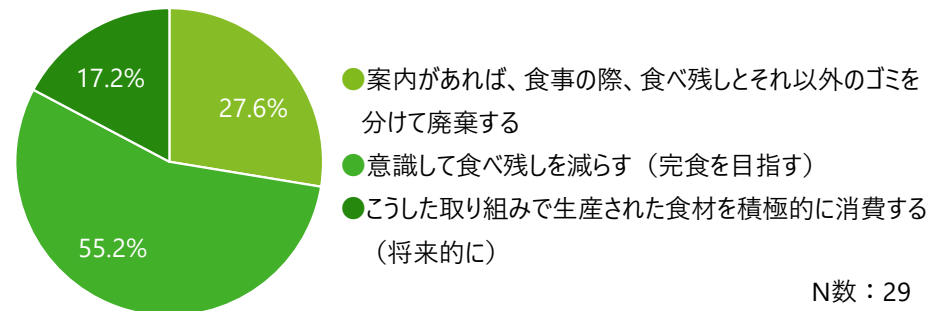 17.2%
27.6%
55.2%
●案内があれば、食事の際、食べ残しとそれ以外のゴミを
分けて廃棄する
●意識して食べ残しを減らす（完食を目指す）
●こうした取り組みで生産された食材を積極的に消費する
（将来的に）
N数：29